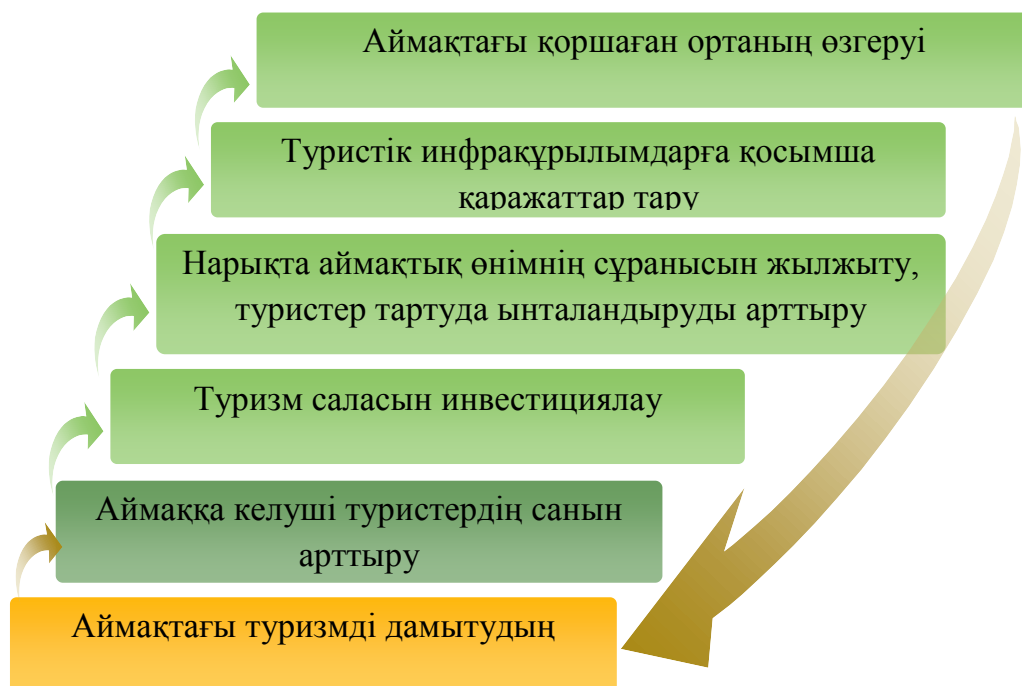 Аймақтағы қоршаған ортаның өзгеруі
Туристік инфрақұрылымдарға қосымша
қаражаттар тару
Нарықта аймақтық өнімнің сұранысын жылжыту,
туристер тартуда ынталандыруды арттыру
Туризм саласын инвестициялау
Аймаққа келуші туристердің санын
арттыру
Аймақтағы туризмді дамытудың